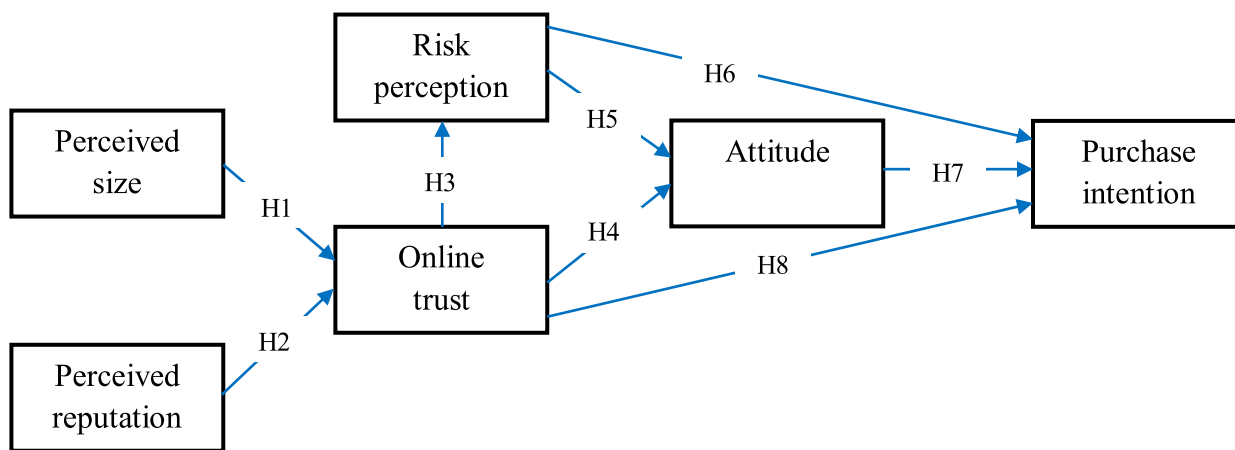 Risk
perception
H6
H5
Perceived
size
Attitude
Purchase
intention
H7
H3
H1
H4
Online
trust
H8
H2
Perceived
reputation